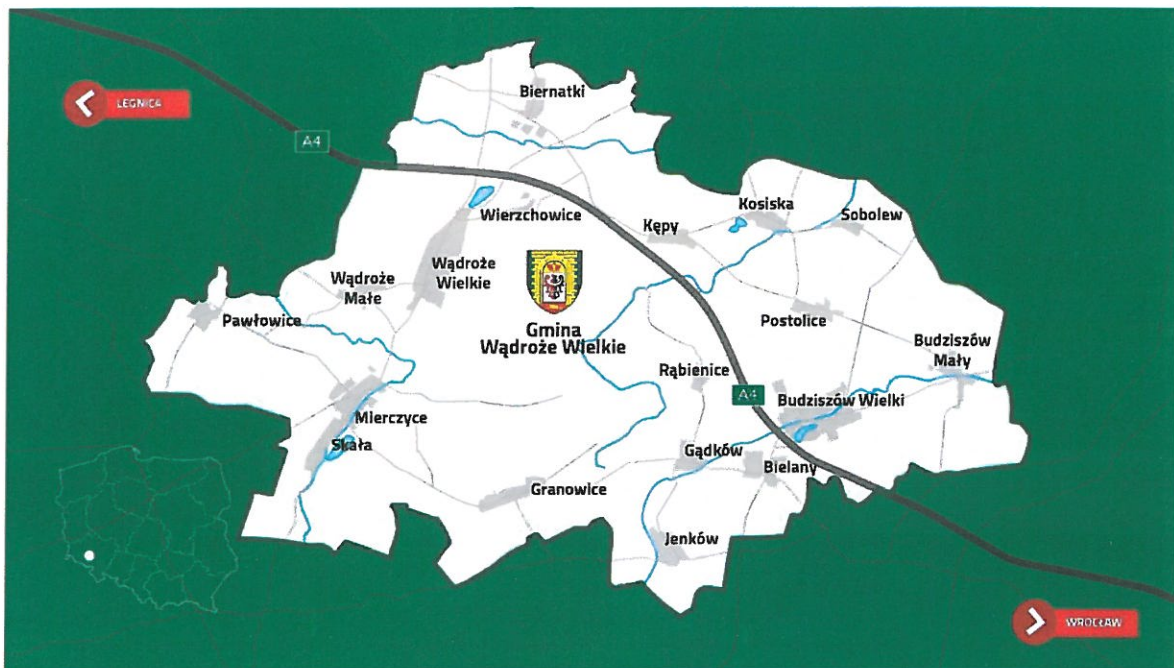 Biernatki
LEGNICA
A4
Wierzchowice
Kosiska
Sobolew
Kępy
Wądroże
Wielkie
Wądroże
Małe
Pawłowice
Gmina
Wądroże Wielkie
Postolice
Budziszów
Mały
Rąbienice
A4
Budziszów Wielki
Mierczyce
Skała
Gądków
Bielany
Granowice
Jenków
WROCŁAW